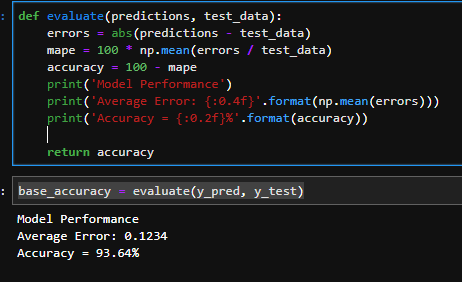 : def evaluate(predictions, test_data):
    errors = abs(predictions - test_data)
    mape = 100 * np.mean(errors / test_data)
    accuracy = 100 - mape
    print('Model Performance')
    print('Average Error: {:0.4f}'.format(np.mean(errors)))
    print('Accuracy = {:0.2f}%'.format(accuracy))
    return accuracy
: base_accuracy = evaluate(y_pred, y_test)
Model Performance
Average Error: 0.1234
Accuracy = 93.64%